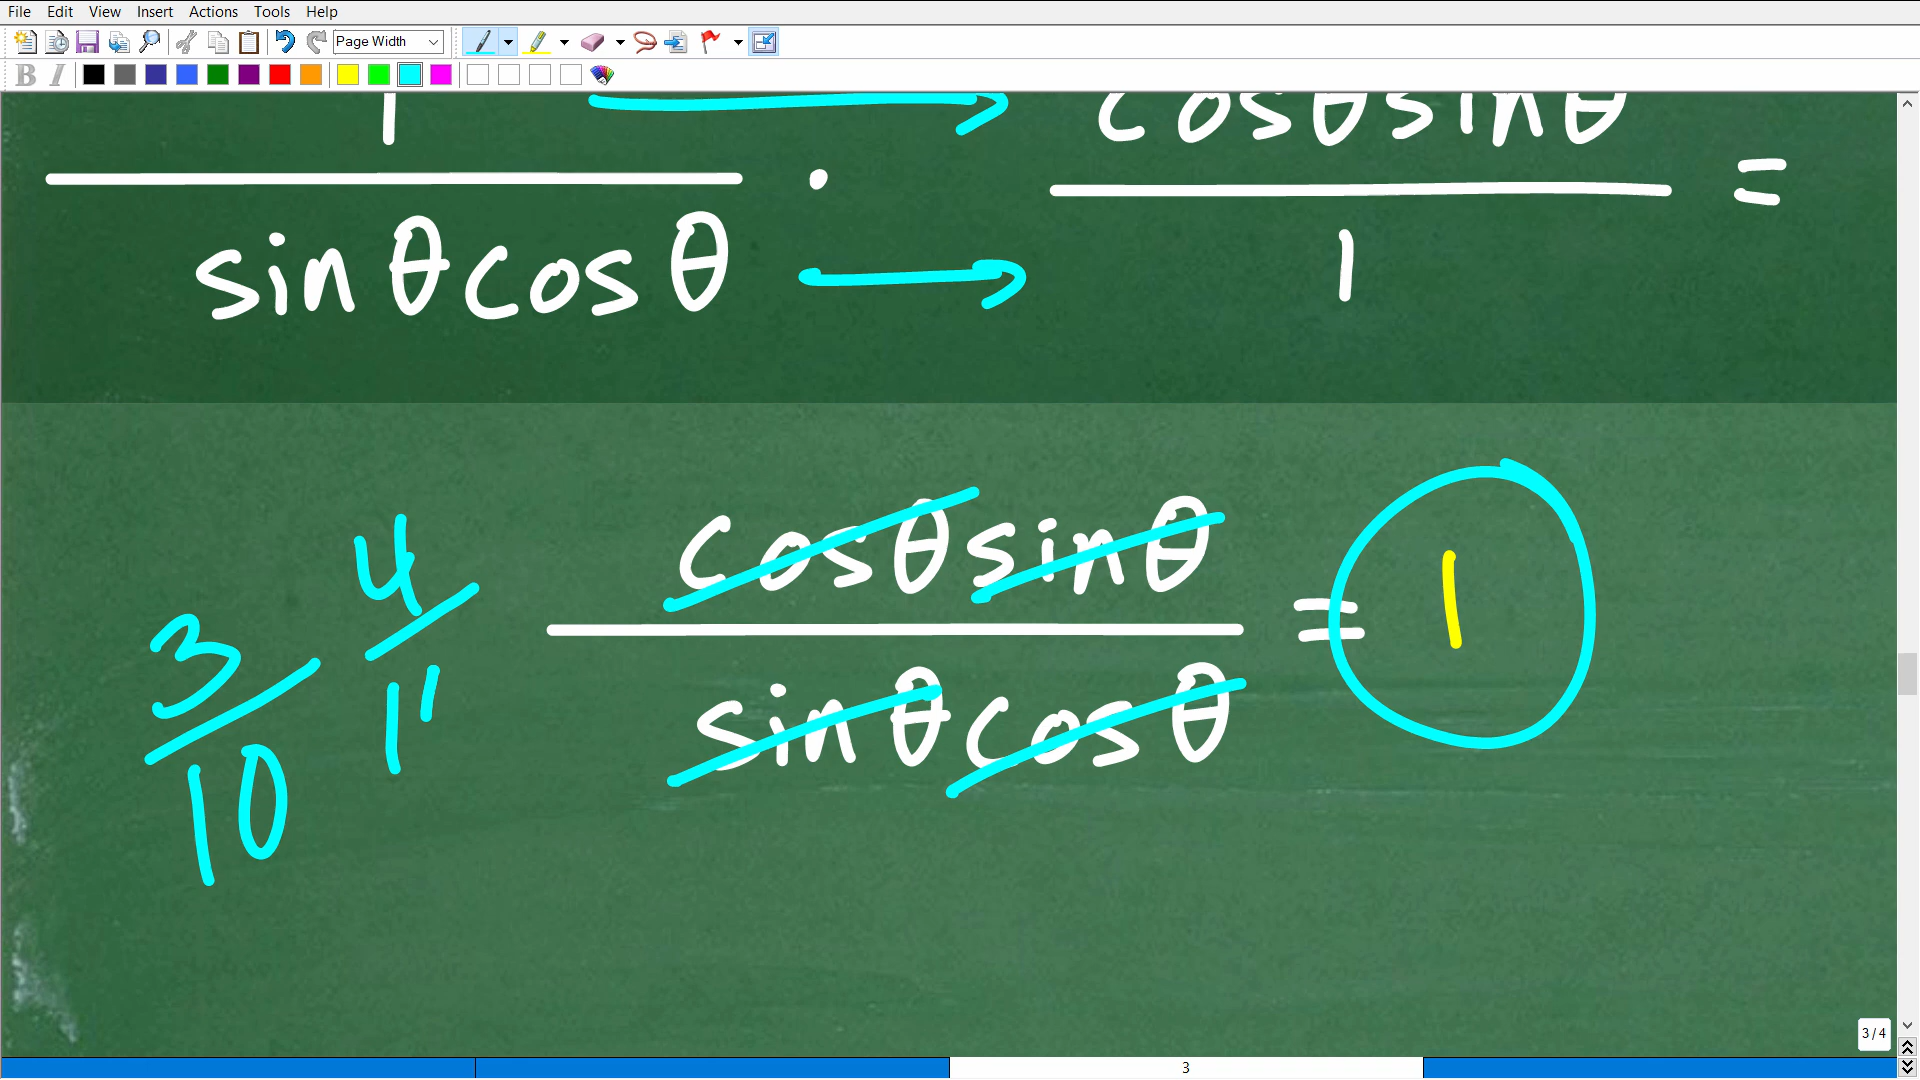 File Edit View Insert Actions Tools Help
Page Width
B I
1 → cosθsinθ
· =
sinθcosθ → 1
cosθsinθ
4
3 = 1
11
sinθcosθ
10
3/4
3